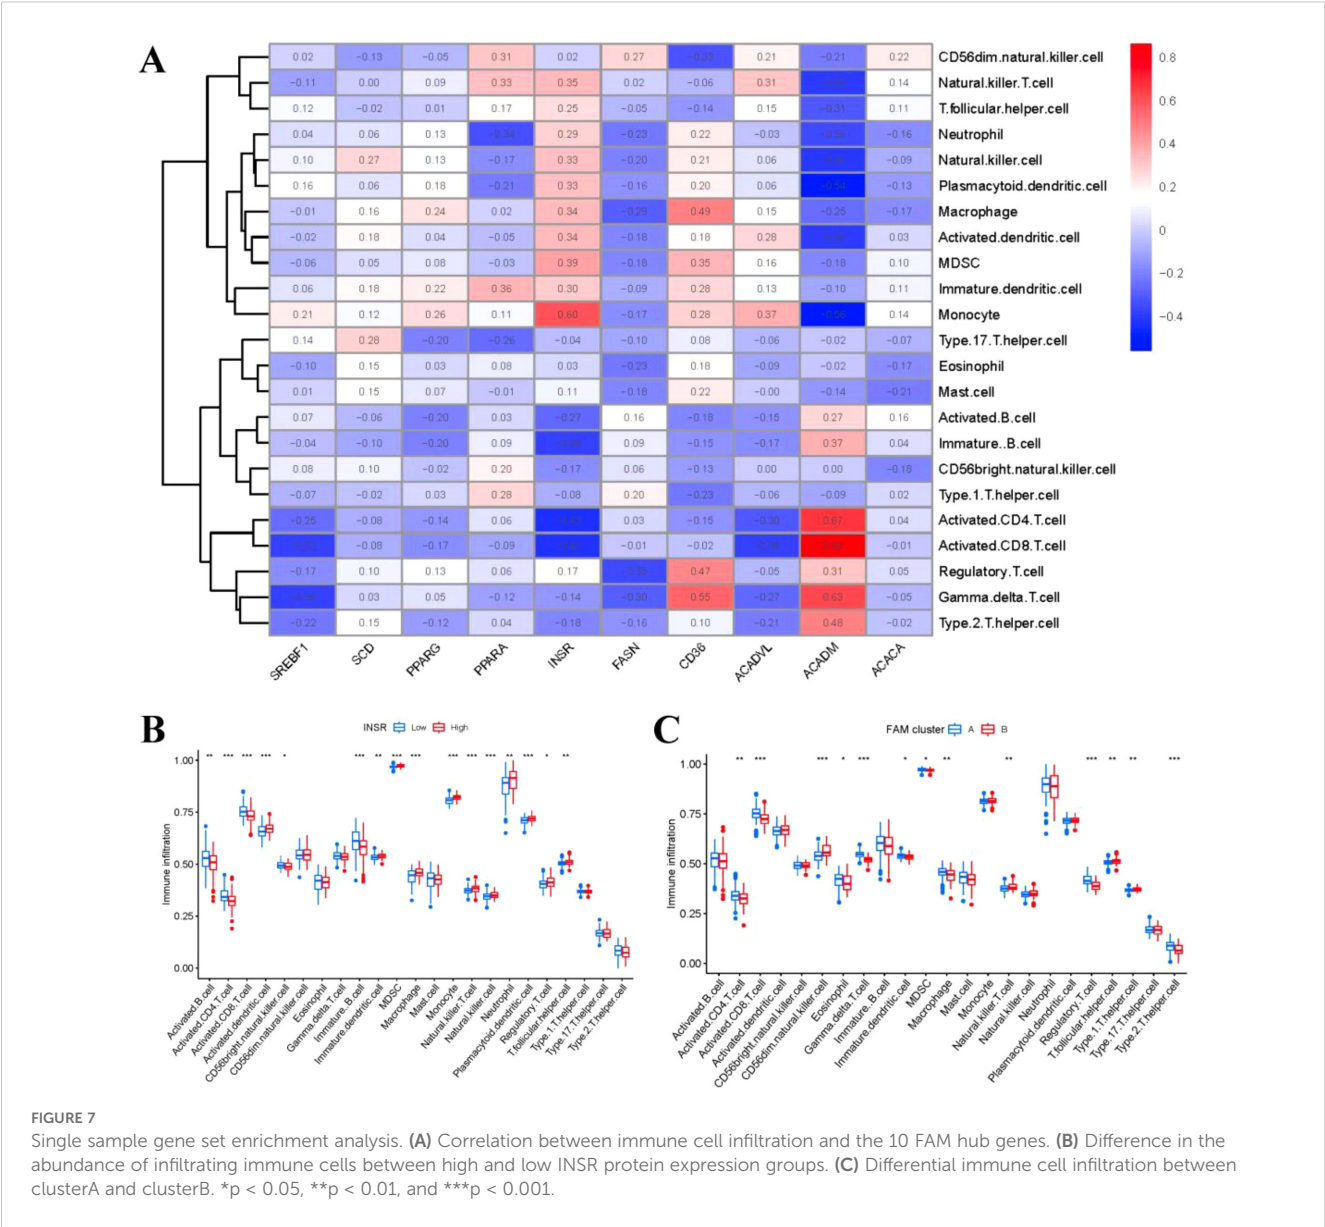 A
0.02 −0.13 −0.05 0.31 0.02 0.27 0.21 −0.21 0.22 CD56dim.natural.killer.cell
−0.11 0.00 0.09 0.33 0.35 0.02 −0.06 0.31 0.14 Natural.killer.T.cell
0.12 −0.02 0.01 0.17 0.25 −0.05 −0.14 0.15 −0.31 0.11 T.follicular.helper.cell
0.04 0.06 0.13 −0.34 0.29 −0.23 0.22 −0.03 −0.16 Neutrophil
0.10 0.27 0.13 −0.17 0.33 −0.20 0.21 0.06 −0.09 Natural.killer.cell
0.16 0.06 0.18 −0.21 0.33 −0.16 0.20 0.06 −0.54 −0.13 Plasmacytoid.dendritic.cell
−0.01 0.16 0.24 0.02 0.34 −0.29 0.49 0.15 −0.25 −0.17 Macrophage
−0.02 0.18 0.04 −0.05 0.34 −0.18 0.18 0.28 0.03 Activated.dendritic.cell
−0.06 0.05 0.08 −0.03 0.39 −0.18 0.35 0.16 −0.18 0.10 MDSC
0.06 0.18 0.22 0.36 0.30 −0.09 0.28 0.13 −0.10 0.11 Immature.dendritic.cell
0.21 0.12 0.26 0.11 0.60 −0.17 0.28 0.37 −0.56 0.14 Monocyte
0.14 0.28 −0.20 −0.26 −0.04 −0.10 0.08 −0.06 −0.02 −0.07 Type.17.T.helper.cell
−0.10 0.15 0.03 0.08 0.03 −0.23 0.18 −0.09 −0.02 −0.17 Eosinophil
0.01 0.15 0.07 −0.01 0.11 −0.18 0.22 −0.00 −0.14 −0.21 Mast.cell
0.07 −0.06 −0.20 0.03 −0.27 0.16 −0.18 −0.15 0.27 0.16 Activated.B.cell
−0.04 −0.10 −0.20 0.09 0.09 −0.15 −0.17 0.37 0.04 Immature..B.cell
0.08 0.10 −0.02 0.20 −0.17 0.06 −0.13 0.00 0.00 −0.18 CD56bright.natural.killer.cell
−0.07 −0.02 0.03 0.28 −0.08 0.20 −0.23 −0.06 −0.09 0.02 Type.1.T.helper.cell
−0.25 −0.08 −0.14 0.06 0.03 −0.15 −0.30 0.67 0.04 Activated.CD4.T.cell
−0.08 −0.17 −0.09 −0.01 −0.02 −0.01 Activated.CD8.T.cell
−0.17 0.10 0.13 0.06 0.17 −0.35 0.47 −0.05 0.31 0.05 Regulatory.T.cell
0.03 0.05 −0.12 −0.14 −0.30 0.55 −0.27 0.63 −0.05 Gamma.delta.T.cell
−0.22 0.15 −0.12 0.04 −0.18 −0.16 0.10 −0.21 0.48 −0.02 Type.2.T.helper.cell
SREBF1 SCD PPARG PPARA INSR FASN CD36 ACADVL ACADM ACACA
0.8
0.6
0.4
0.2
0
−0.2
−0.4
B
INSR Low High
** *** *** *** * *** ** *** *** *** *** *** ** *** * **
1.00
0.75
0.50
0.25
0.00
Immune infiltration
Activated.B.cell
Activated.CD4.T.cell
Activated.CD8.T.cell
Activated.dendritic.cell
CD56bright.natural.killer.cell
CD56dim.natural.killer.cell
Eosinophil
Gamma.delta.T.cell
Immature.B.cell
Immature.dendritic.cell
MDSC
Macrophage
Mast.cell
Monocyte
Natural.killer.T.cell
Natural.killer.cell
Neutrophil
Plasmacytoid.dendritic.cell
Regulatory.T.cell
T.follicular.helper.cell
Type.1.T.helper.cell
Type.17.T.helper.cell
Type.2.T.helper.cell
C
FAM cluster A B
** *** *** * *** * * ** ** *** ** ** ***
1.00
0.75
0.50
0.25
0.00
Immune infiltration
Activated.B.cell
Activated.CD4.T.cell
Activated.CD8.T.cell
Activated.dendritic.cell
CD56bright.natural.killer.cell
CD56dim.natural.killer.cell
Eosinophil
Gamma.delta.T.cell
Immature.B.cell
Immature.dendritic.cell
MDSC
Macrophage
Mast.cell
Monocyte
Natural.killer.T.cell
Natural.killer.cell
Neutrophil
Plasmacytoid.dendritic.cell
Regulatory.T.cell
T.follicular.helper.cell
Type.1.T.helper.cell
Type.17.T.helper.cell
Type.2.T.helper.cell
FIGURE 7
Single sample gene set enrichment analysis. (A) Correlation between immune cell infiltration and the 10 FAM hub genes. (B) Difference in the
abundance of infiltrating immune cells between high and low INSR protein expression groups. (C) Differential immune cell infiltration between
clusterA and clusterB. *p < 0.05, **p < 0.01, and ***p < 0.001.